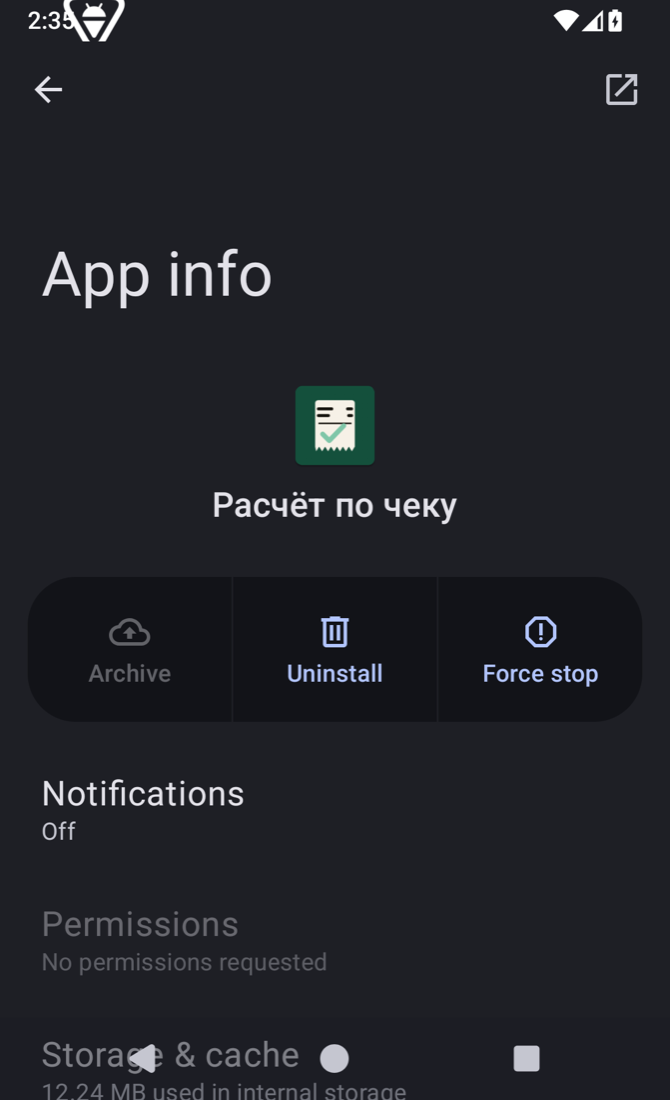 2:35
App info
Расчёт по чеку
Archive
Uninstall
Force stop
Notifications
Off
Permissions
No permissions requested
Storage & cache
12.24 MB used in internal storage